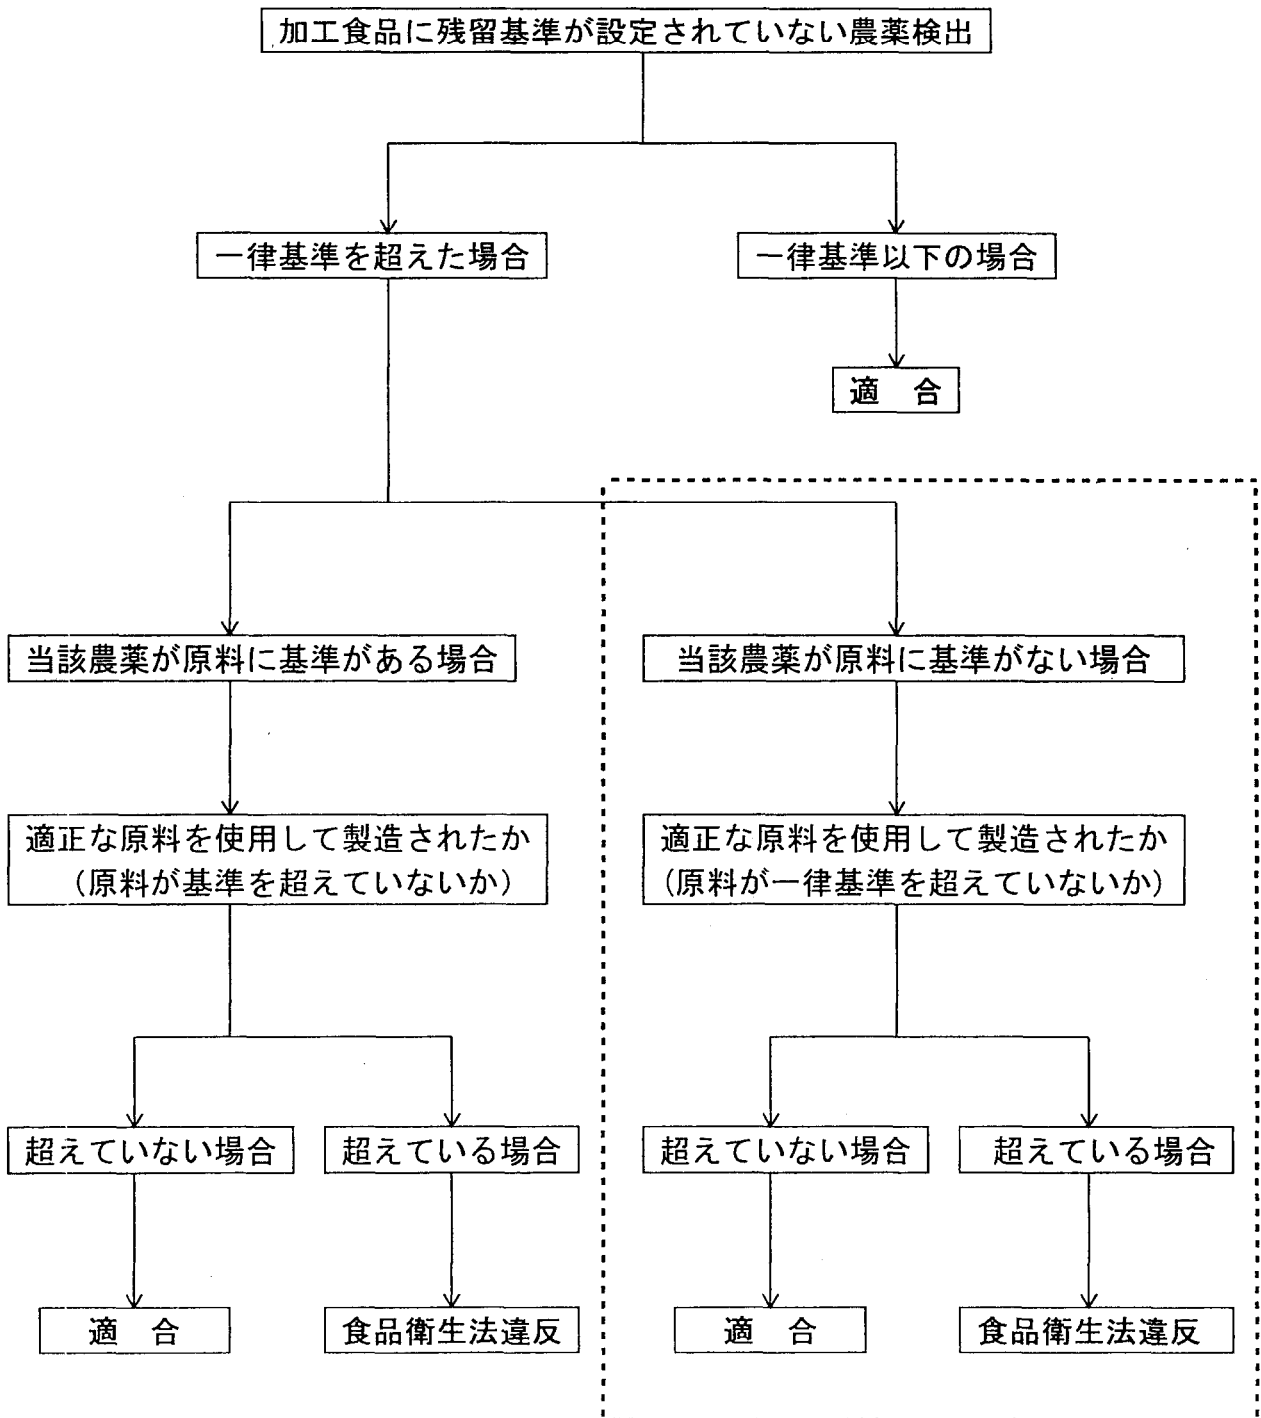 加工食品に残留基準が設定されていない農薬検出
一律基準を超えた場合
一律基準以下の場合
適　合
当該農薬が原料に基準がある場合
当該農薬が原料に基準がない場合
適正な原料を使用して製造されたか
（原料が基準を超えていないか）
適正な原料を使用して製造されたか
（原料が一律基準を超えていないか）
超えていない場合
超えている場合
超えていない場合
超えている場合
適　合
食品衛生法違反
適　合
食品衛生法違反